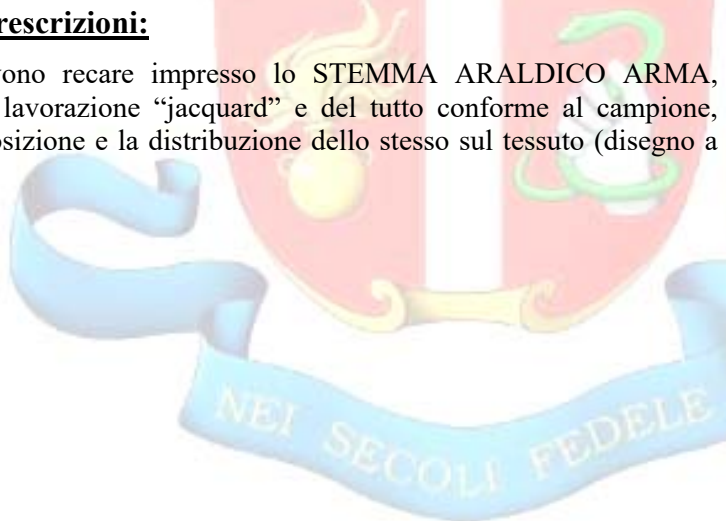 rescrizioni:
vono recare impresso lo STEMMA ARALDICO ARMA,
lavorazione “jacquard” e del tutto conforme al campione,
osizione e la distribuzione dello stesso sul tessuto (disegno a
NEI SECOLI FEDELE